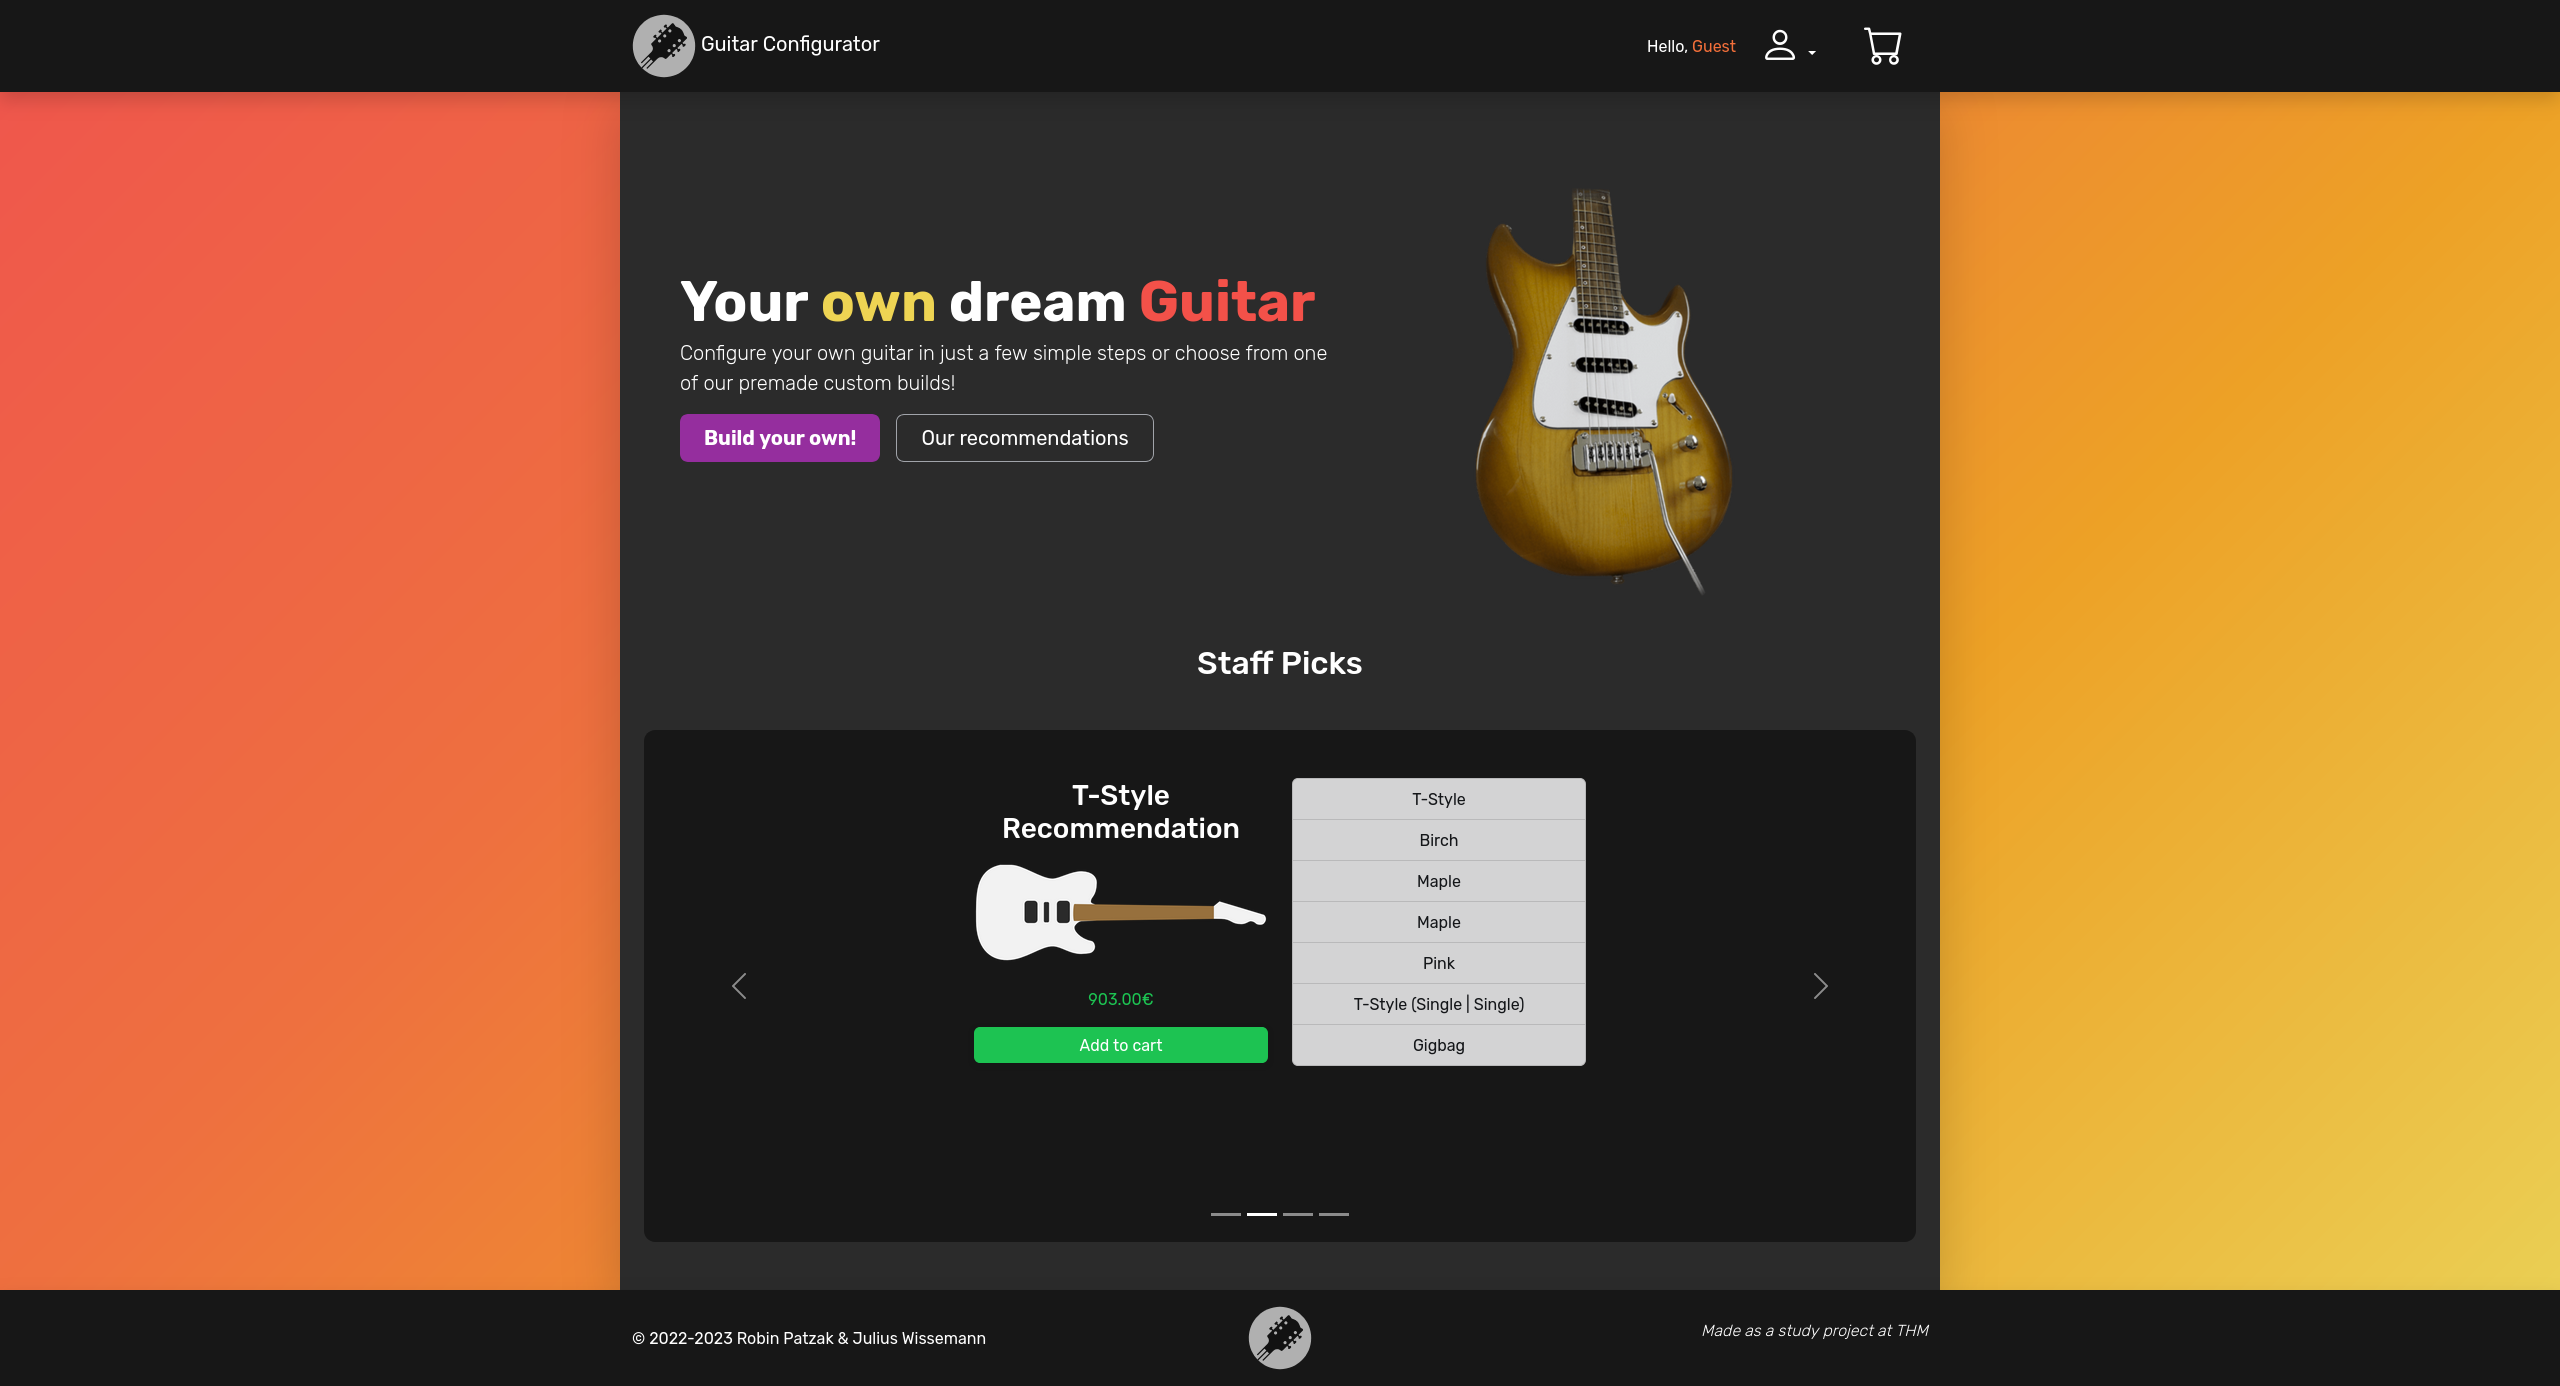 Guitar Configurator
Hello, Guest
Your own dream Guitar
Configure your own guitar in just a few simple steps or choose from one
of our premade custom builds!
Build your own!
Our recommendations
Staff Picks
T-Style
Recommendation
903.00€
Add to cart
T-Style
Birch
Maple
Maple
Pink
T-Style (Single | Single)
Gigbag
© 2022-2023 Robin Patzak & Julius Wissemann
Made as a study project at THM